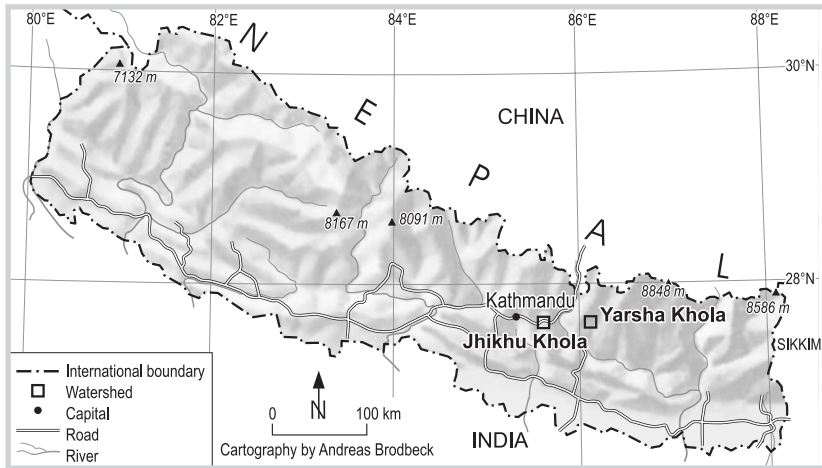 80°E 82°E 84°E 86°E 88°E
N E P A L
7132 m
30°N
CHINA
8167 m
8091 m
28°N
8848 m
8586 m
Kathmandu
Yarsha Khola
Jhikhu Khola
SIKKIM
International boundary
Watershed
Capital
Road
River
N
0 100 km
Cartography by Andreas Brodbeck
INDIA